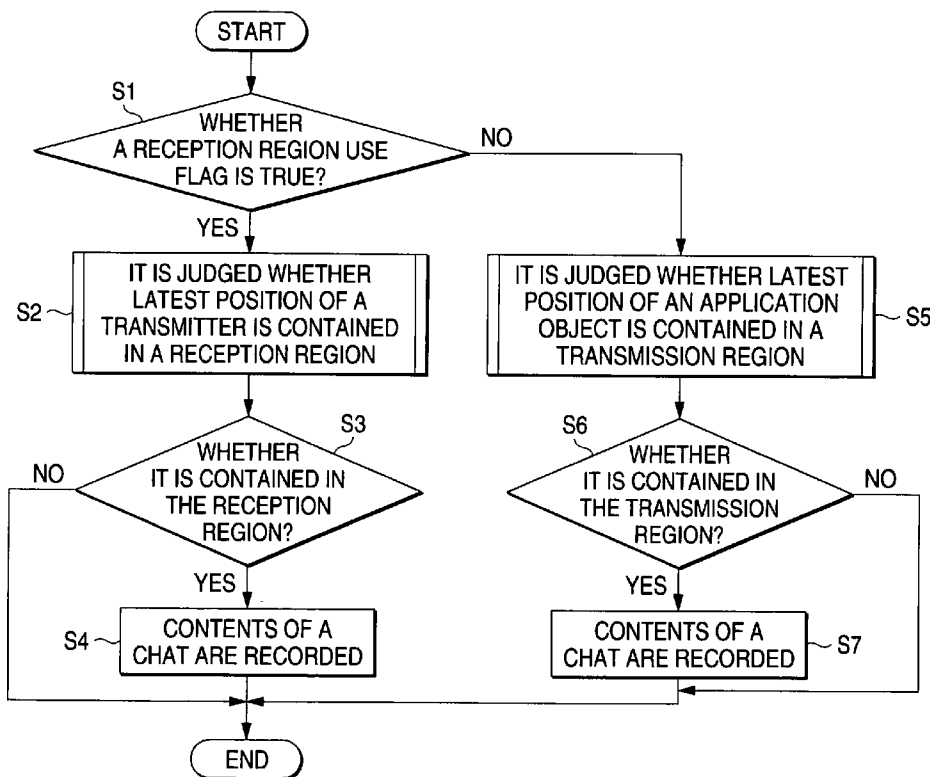 START
S1
WHETHER
A RECEPTION REGION USE
FLAG IS TRUE?
NO
YES
S2
IT IS JUDGED WHETHER
LATEST POSITION OF A
TRANSMITTER IS CONTAINED
IN A RECEPTION REGION
IT IS JUDGED WHETHER LATEST
POSITION OF AN APPLICATION
OBJECT IS CONTAINED IN A
TRANSMISSION REGION
S5
S3
WHETHER
IT IS CONTAINED IN
THE RECEPTION
REGION?
NO
YES
S6
WHETHER
IT IS CONTAINED IN
THE TRANSMISSION
REGION?
NO
YES
S4
CONTENTS OF A
CHAT ARE RECORDED
CONTENTS OF A
CHAT ARE RECORDED
S7
END